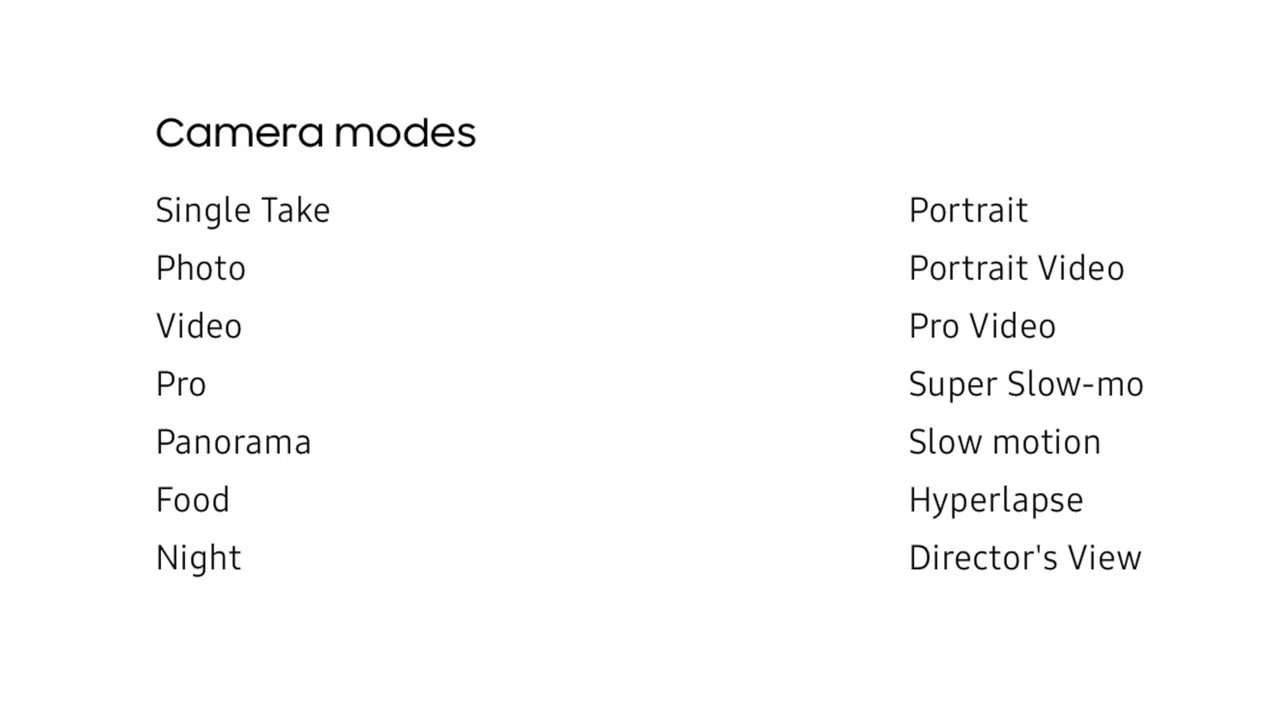 Camera modes
Single Take
Photo
Video
Pro
Panorama
Food
Night
Portrait
Portrait Video
Pro Video
Super Slow-mo
Slow motion
Hyperlapse
Director's View